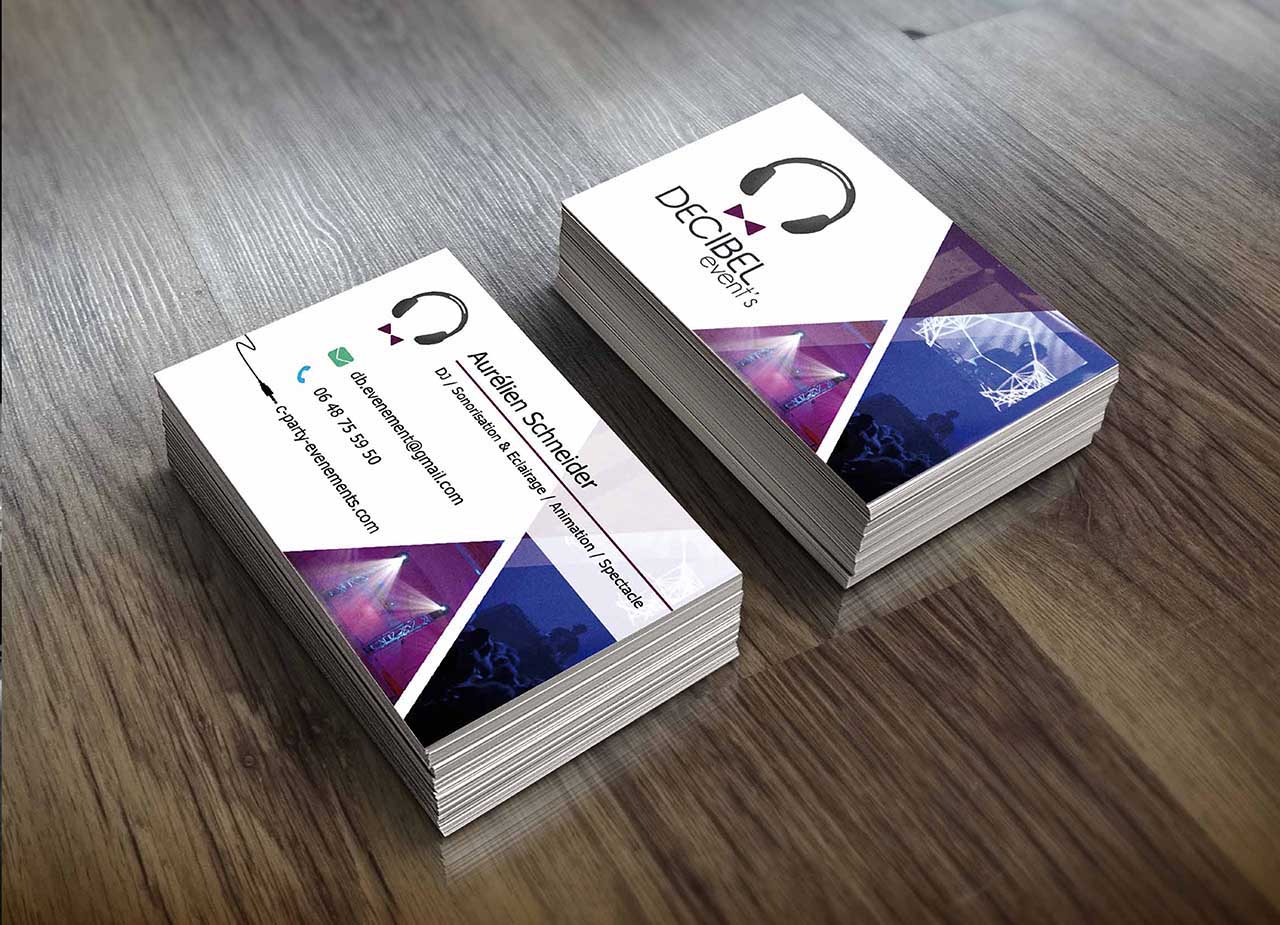 DECIBEL
event's
Aurélien Schneider
DJ / Sonorisation & Eclairage / Animation / Spectacle
db.evenement@gmail.com
06 48 75 59 50
c-party-evenements.com